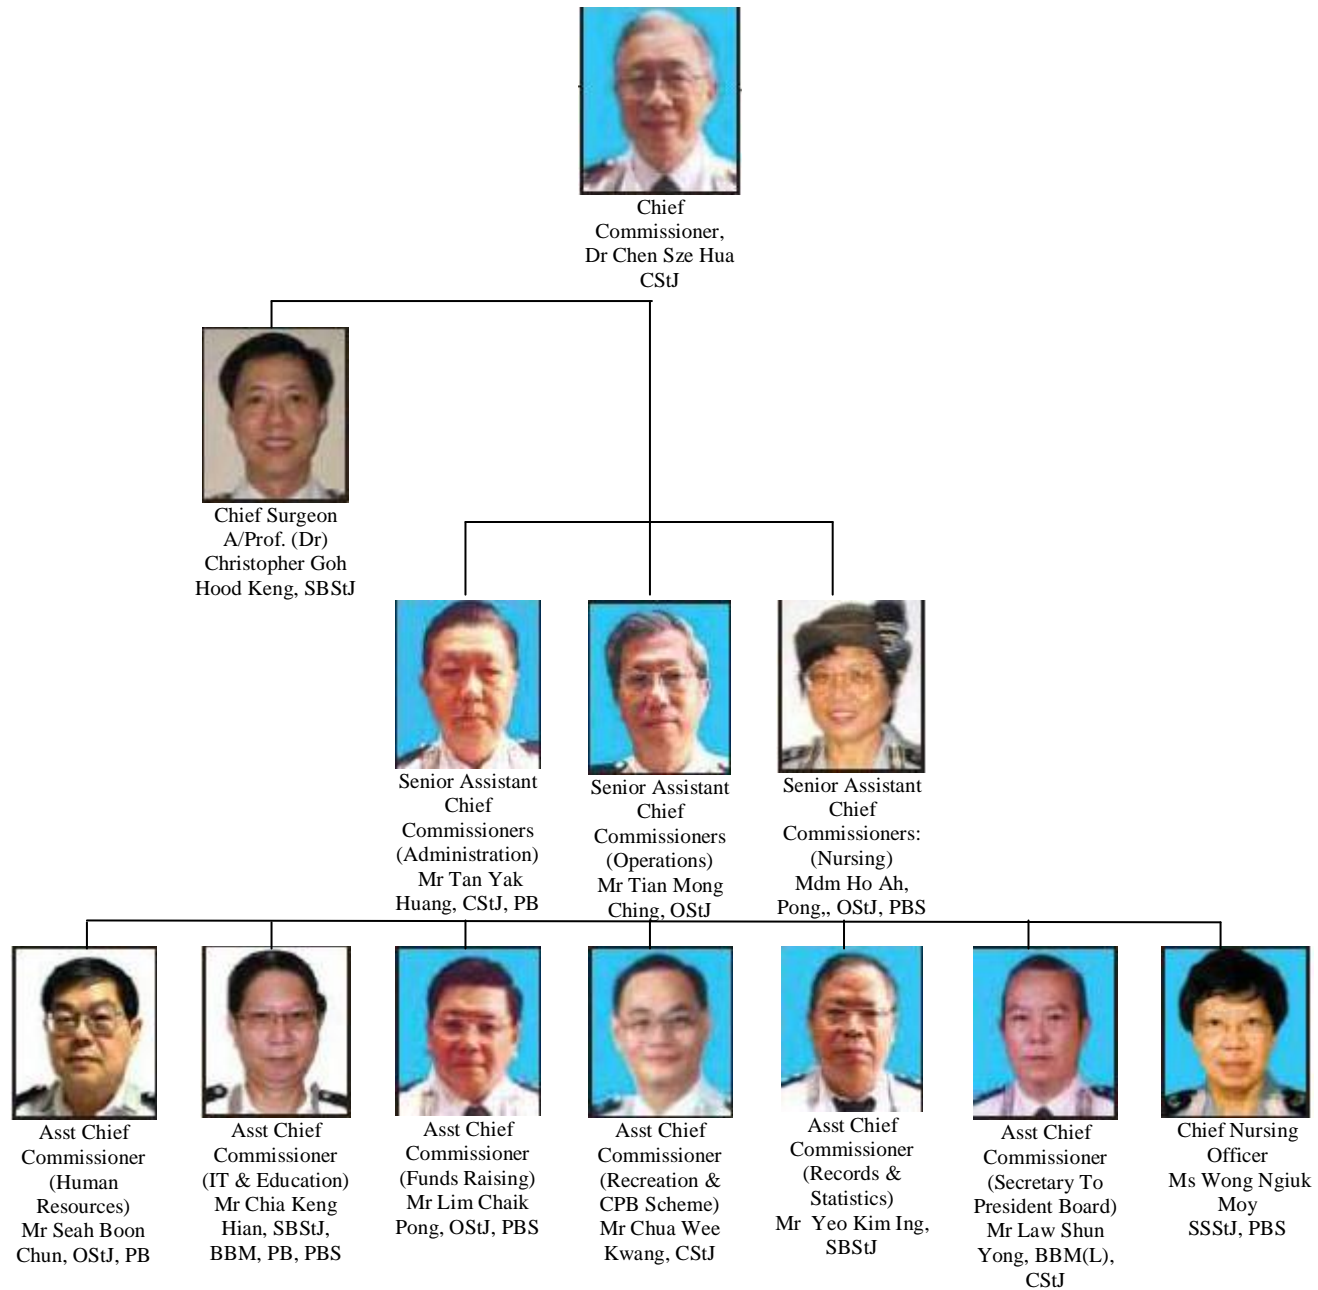 Chief
Commissioner,
Dr Chen Sze Hua
CStJ
Chief Surgeon
A/Prof. (Dr)
Christopher Goh
Hood Keng, SBStJ
Senior Assistant
Chief
Commissioners
(Administration)
Mr Tan Yak
Huang, CStJ, PB
Senior Assistant
Chief
Commissioners
(Operations)
Mr Tian Mong
Ching, OStJ
Senior Assistant
Chief
Commissioners:
(Nursing)
Mdm Ho Ah,
Pong,, OStJ, PBS
Asst Chief
Commissioner
(Human
Resources)
Mr Seah Boon
Chun, OStJ, PB
Asst Chief
Commissioner
(IT & Education)
Mr Chia Keng
Hian, SBStJ,
BBM, PB, PBS
Asst Chief
Commissioner
(Funds Raising)
Mr Lim Chaik
Pong, OStJ, PBS
Asst Chief
Commissioner
(Recreation &
CPB Scheme)
Mr Chua Wee
Kwang, CStJ
Asst Chief
Commissioner
(Records &
Statistics)
Mr Yeo Kim Ing,
SBStJ
Asst Chief
Commissioner
(Secretary To
President Board)
Mr Law Shun
Yong, BBM(L),
CStJ
Chief Nursing
Officer
Ms Wong Ngiuk
Moy
SSStJ, PBS